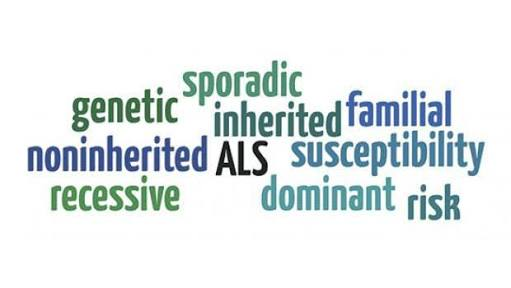 sporadic
genetic inherited familial
noninherited ALS susceptibility
recessive dominant risk